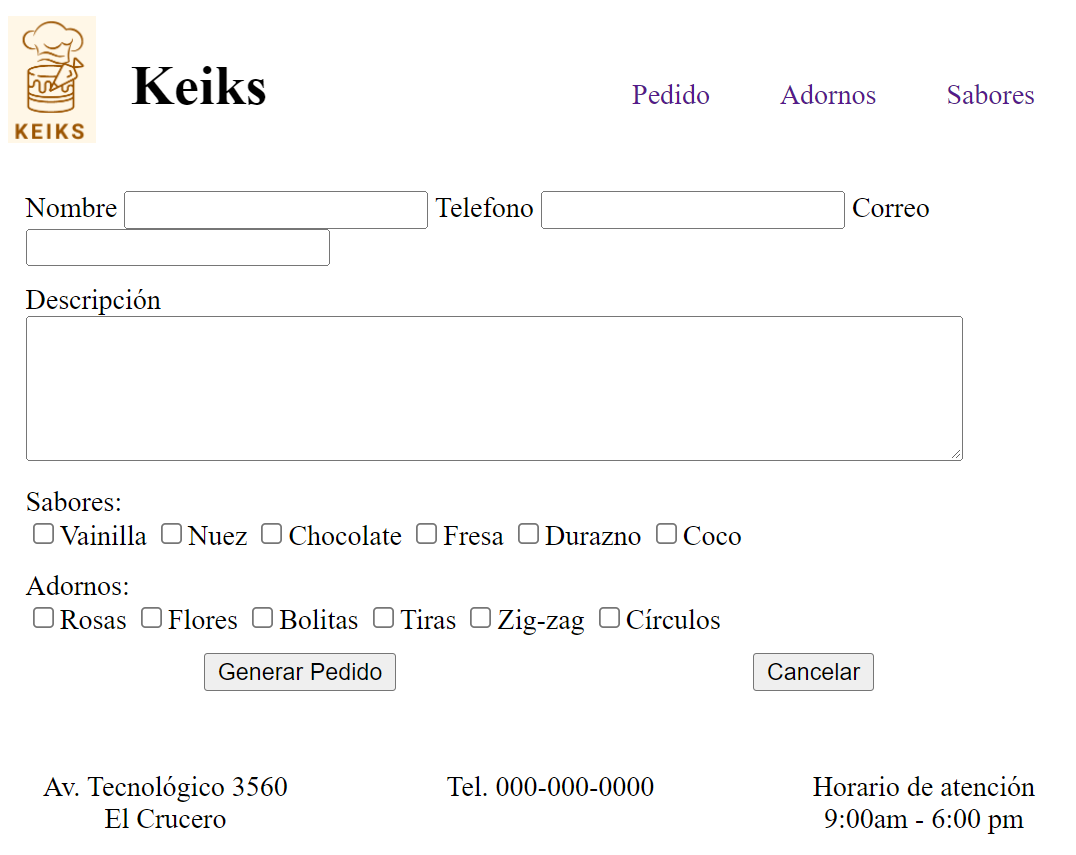 KEIKS
Keiks
Pedido Adornos Sabores
Nombre Telefono Correo
Descripción
Sabores:
Vainilla Nuez Chocolate Fresa Durazno Coco
Adornos:
Rosas Flores Bolitas Tiras Zig-zag Círculos
Generar Pedido Cancelar
Av. Tecnológico 3560 Tel. 000-000-0000 Horario de atención
El Crucero 9:00am - 6:00 pm